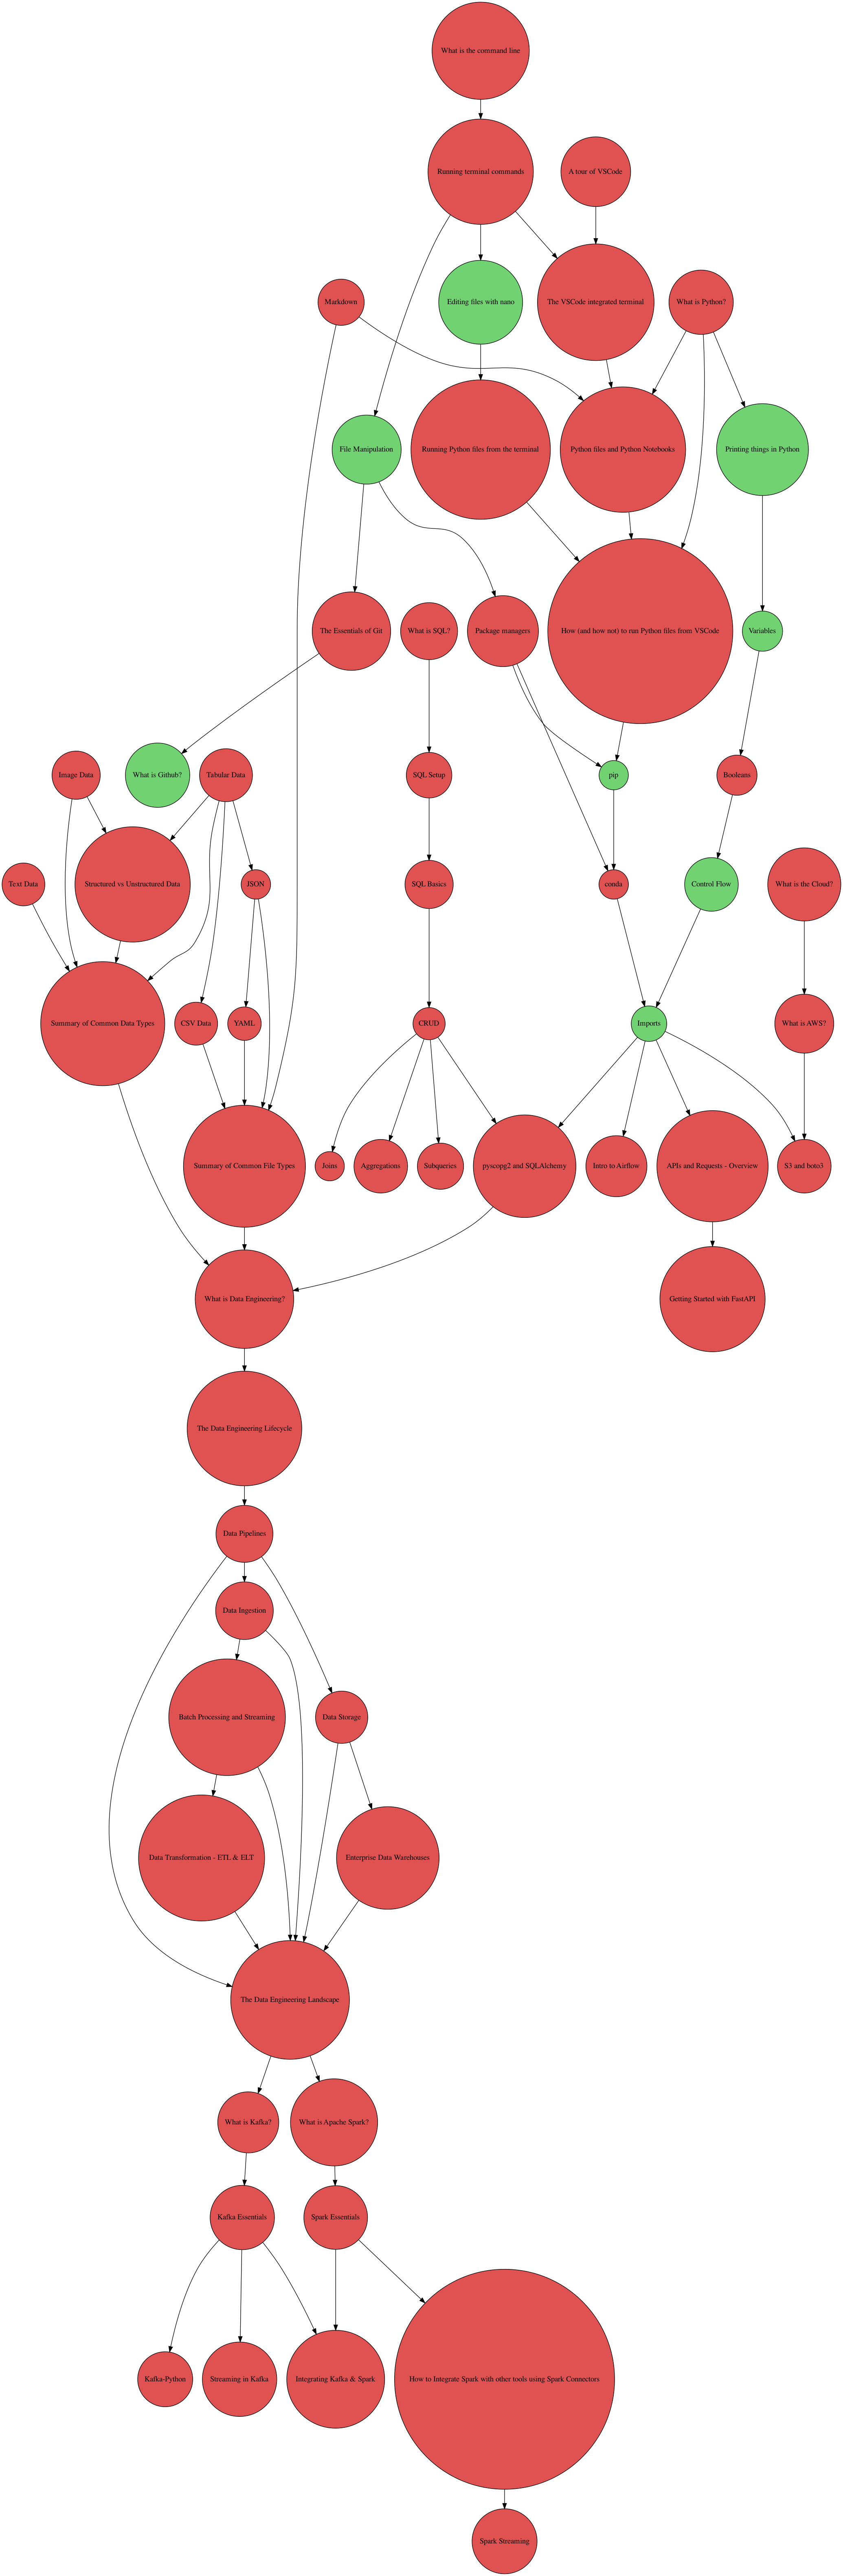 What is the command line
Running terminal commands
A tour of VSCode
Markdown
Editing files with nano
The VSCode integrated terminal
What is Python?
File Manipulation
Running Python files from the terminal
Python files and Python Notebooks
Printing things in Python
The Essentials of Git
What is SQL?
Package managers
How (and how not) to run Python files from VSCode
Variables
Image Data
What is Github?
Tabular Data
SQL Setup
pip
Booleans
Text Data
Structured vs Unstructured Data
JSON
SQL Basics
conda
Control Flow
What is the Cloud?
Summary of Common Data Types
CSV Data
YAML
CRUD
Imports
What is AWS?
Summary of Common File Types
Joins
Aggregations
Subqueries
pyscopg2 and SQLAlchemy
Intro to Airflow
APIs and Requests - Overview
S3 and boto3
What is Data Engineering?
Getting Started with FastAPI
The Data Engineering Lifecycle
Data Pipelines
Data Ingestion
Batch Processing and Streaming
Data Storage
Data Transformation - ETL & ELT
Enterprise Data Warehouses
The Data Engineering Landscape
What is Kafka?
What is Apache Spark?
Kafka Essentials
Spark Essentials
Kafka-Python
Streaming in Kafka
Integrating Kafka & Spark
How to Integrate Spark with other tools using Spark Connectors
Spark Streaming